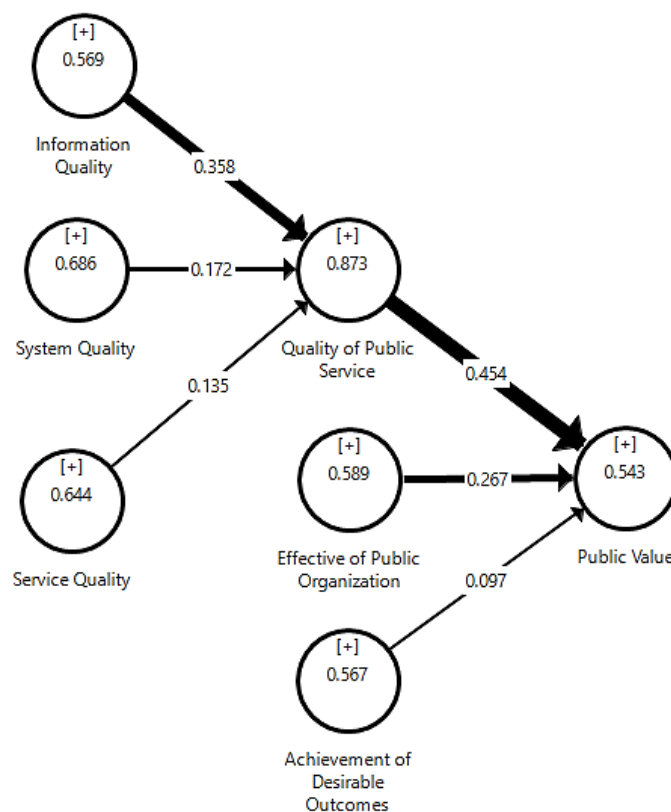 [+]
0.569
Information
Quality
0.358
[+]
0.686
System Quality
0.172
[+]
0.873
Quality of Public
Service
0.135
[+]
0.644
Service Quality
0.454
[+]
0.589
Effective of Public
Organization
0.267
[+]
0.543
Public Value
0.097
[+]
0.567
Achievement of
Desirable
Outcomes